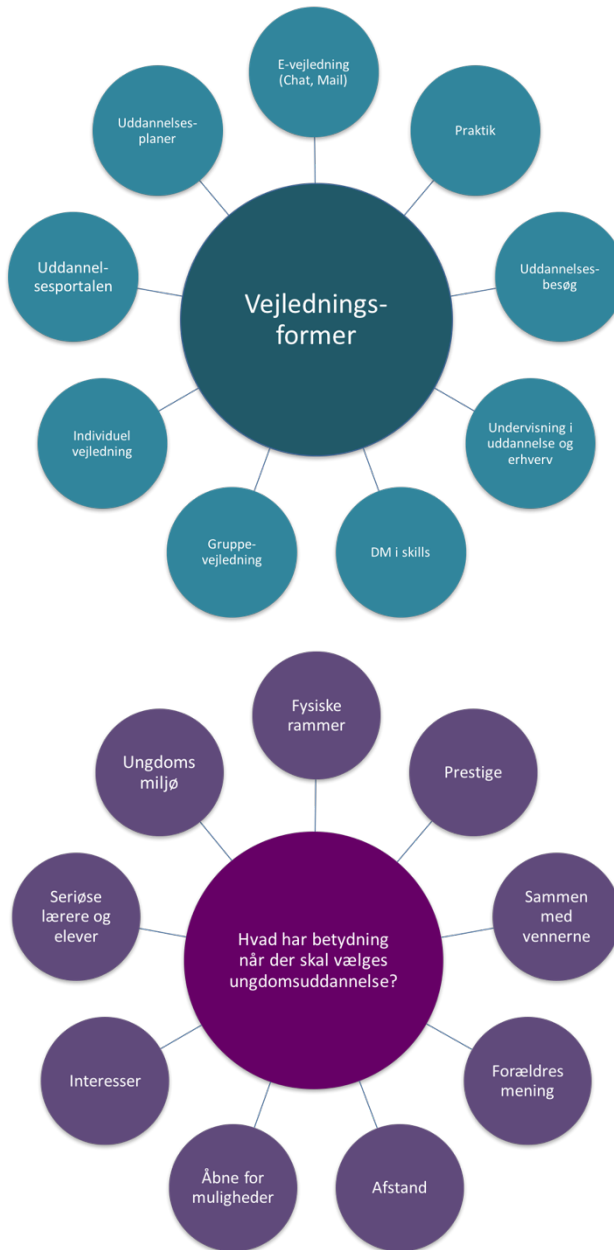 E-vejledning
(Chat, Mail)
Uddannelses-
planer
Praktik
Uddannel-
sesportalen
Uddannelses-
besøg
Vejlednings-
former
Individuel
vejledning
Undervisning i
uddannelse og
erhverv
Gruppe-
vejledning
DM i skills
Fysiske
rammer
Ungdoms
miljø
Prestige
Seriøse
lærere og
elever
Sammen
med
vennerne
Hvad har betydning
når der skal vælges
ungdomsuddannelse?
Interesser
Forældres
mening
Åbne for
muligheder
Afstand